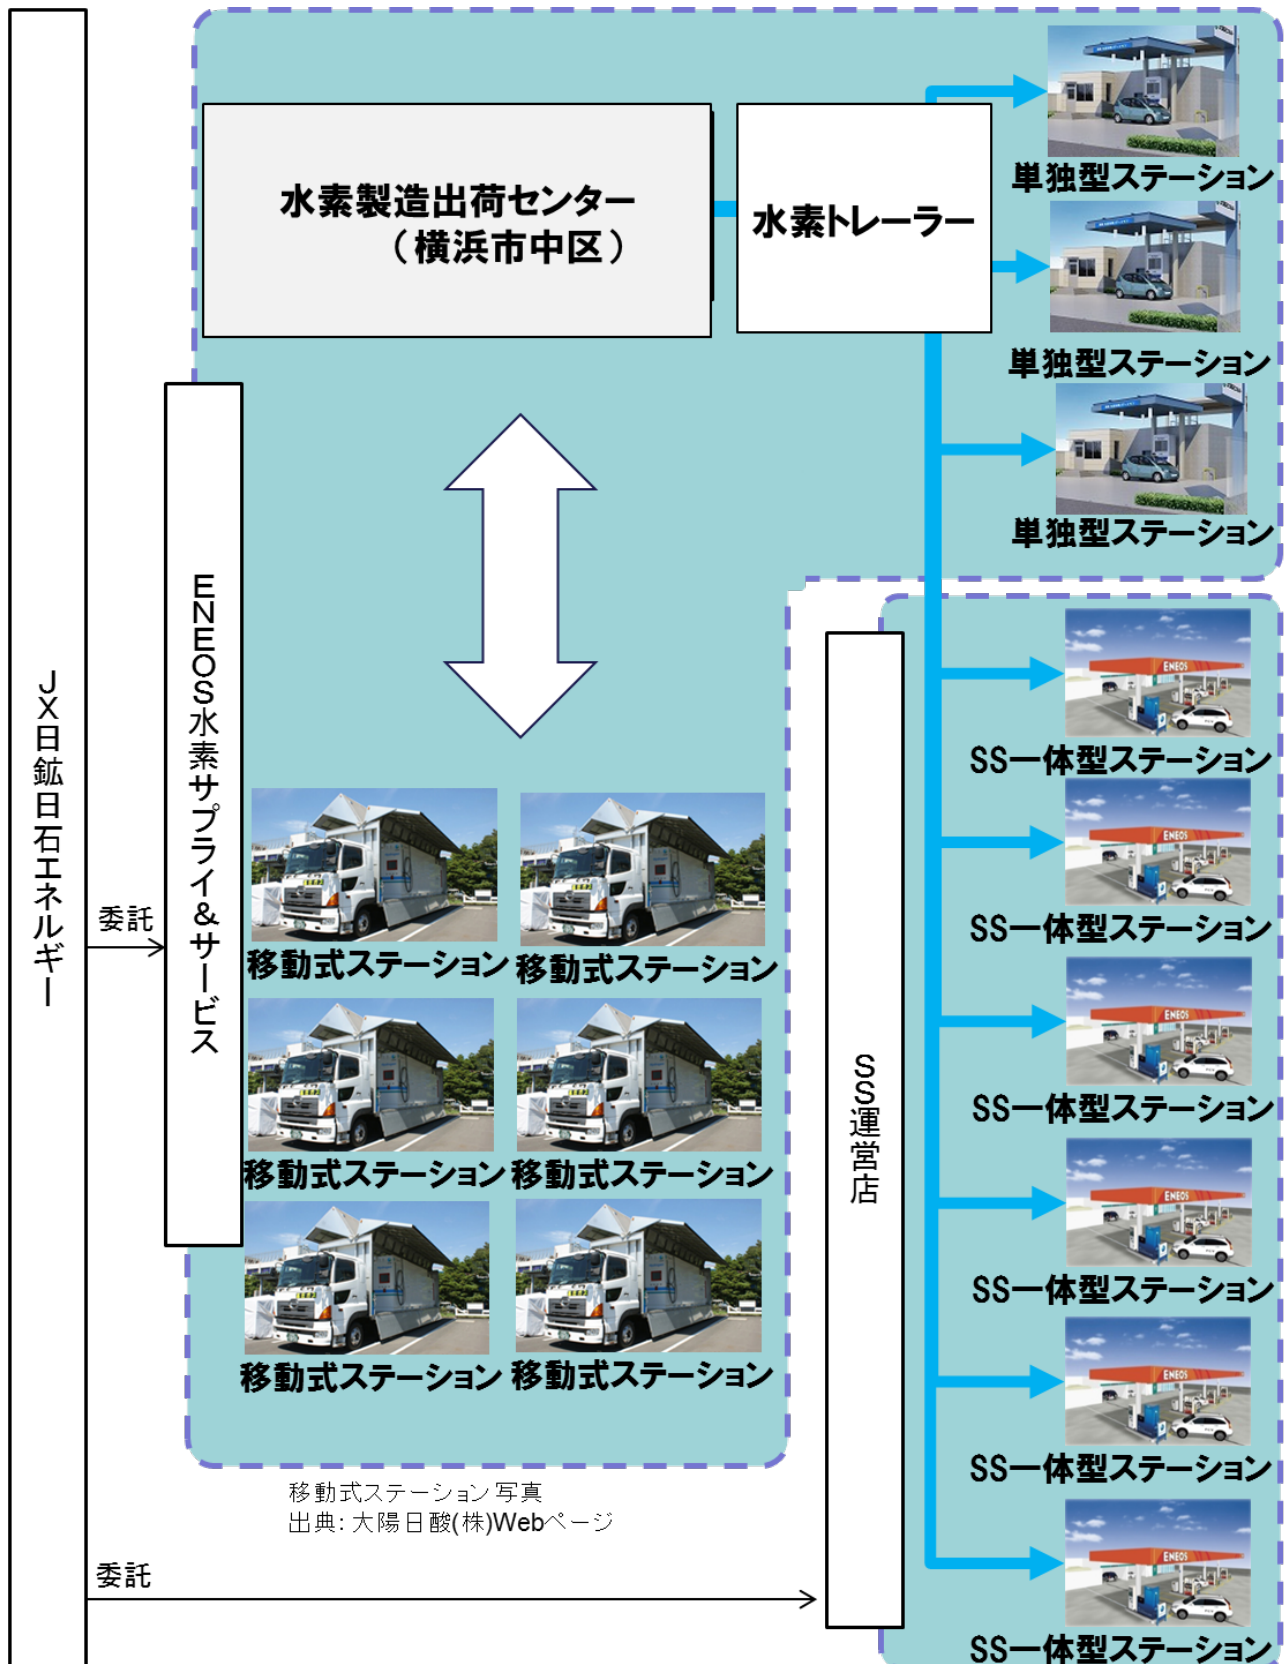 JX日鉱日石エネルギー
委託
ENEOS水素サプライ&サービス
水素製造出荷センター
（横浜市中区）
水素トレーラー
単独型ステーション
単独型ステーション
単独型ステーション
移動式ステーション
移動式ステーション
移動式ステーション
移動式ステーション
移動式ステーション
移動式ステーション
移動式ステーション 写真
出典: 大陽日酸(株)Webページ
委託
SS運営店
ENEOS
SS一体型ステーション
ENEOS
SS一体型ステーション
ENEOS
SS一体型ステーション
ENEOS
SS一体型ステーション
ENEOS
SS一体型ステーション
ENEOS
SS一体型ステーション